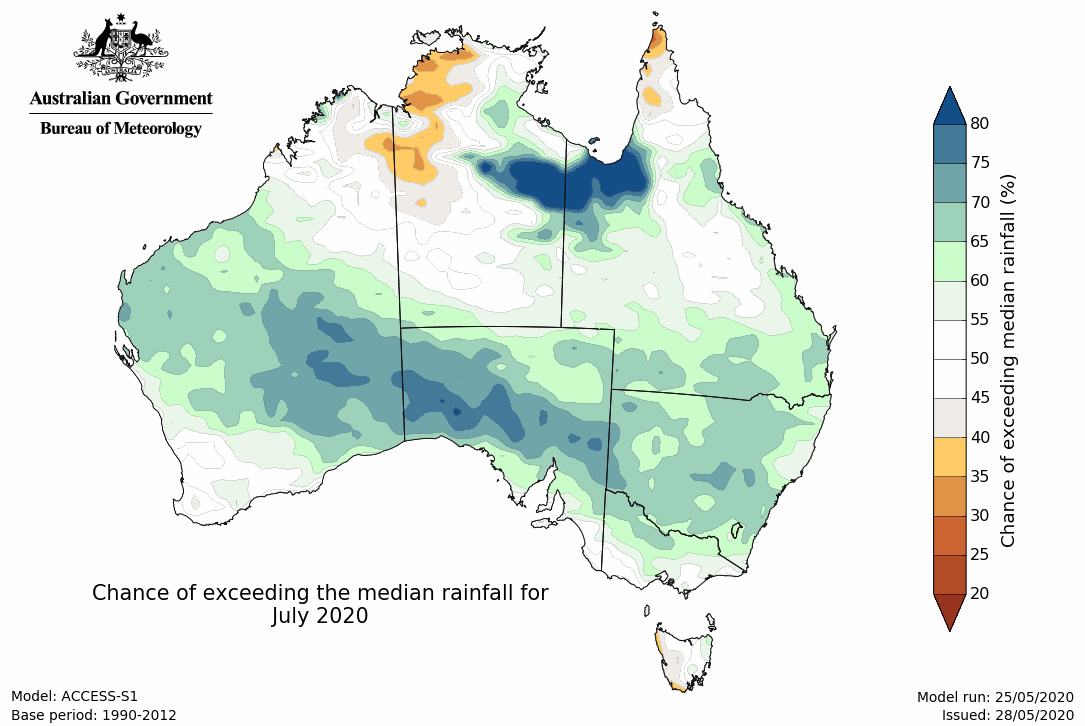 Australian Government
Bureau of Meteorology
80
75
70
65
60
55
50
45
40
35
30
25
20
Chance of exceeding median rainfall (%)
Chance of exceeding the median rainfall for
July 2020
Model: ACCESS-S1
Base period: 1990-2012
Model run: 25/05/2020
Issued: 28/05/2020